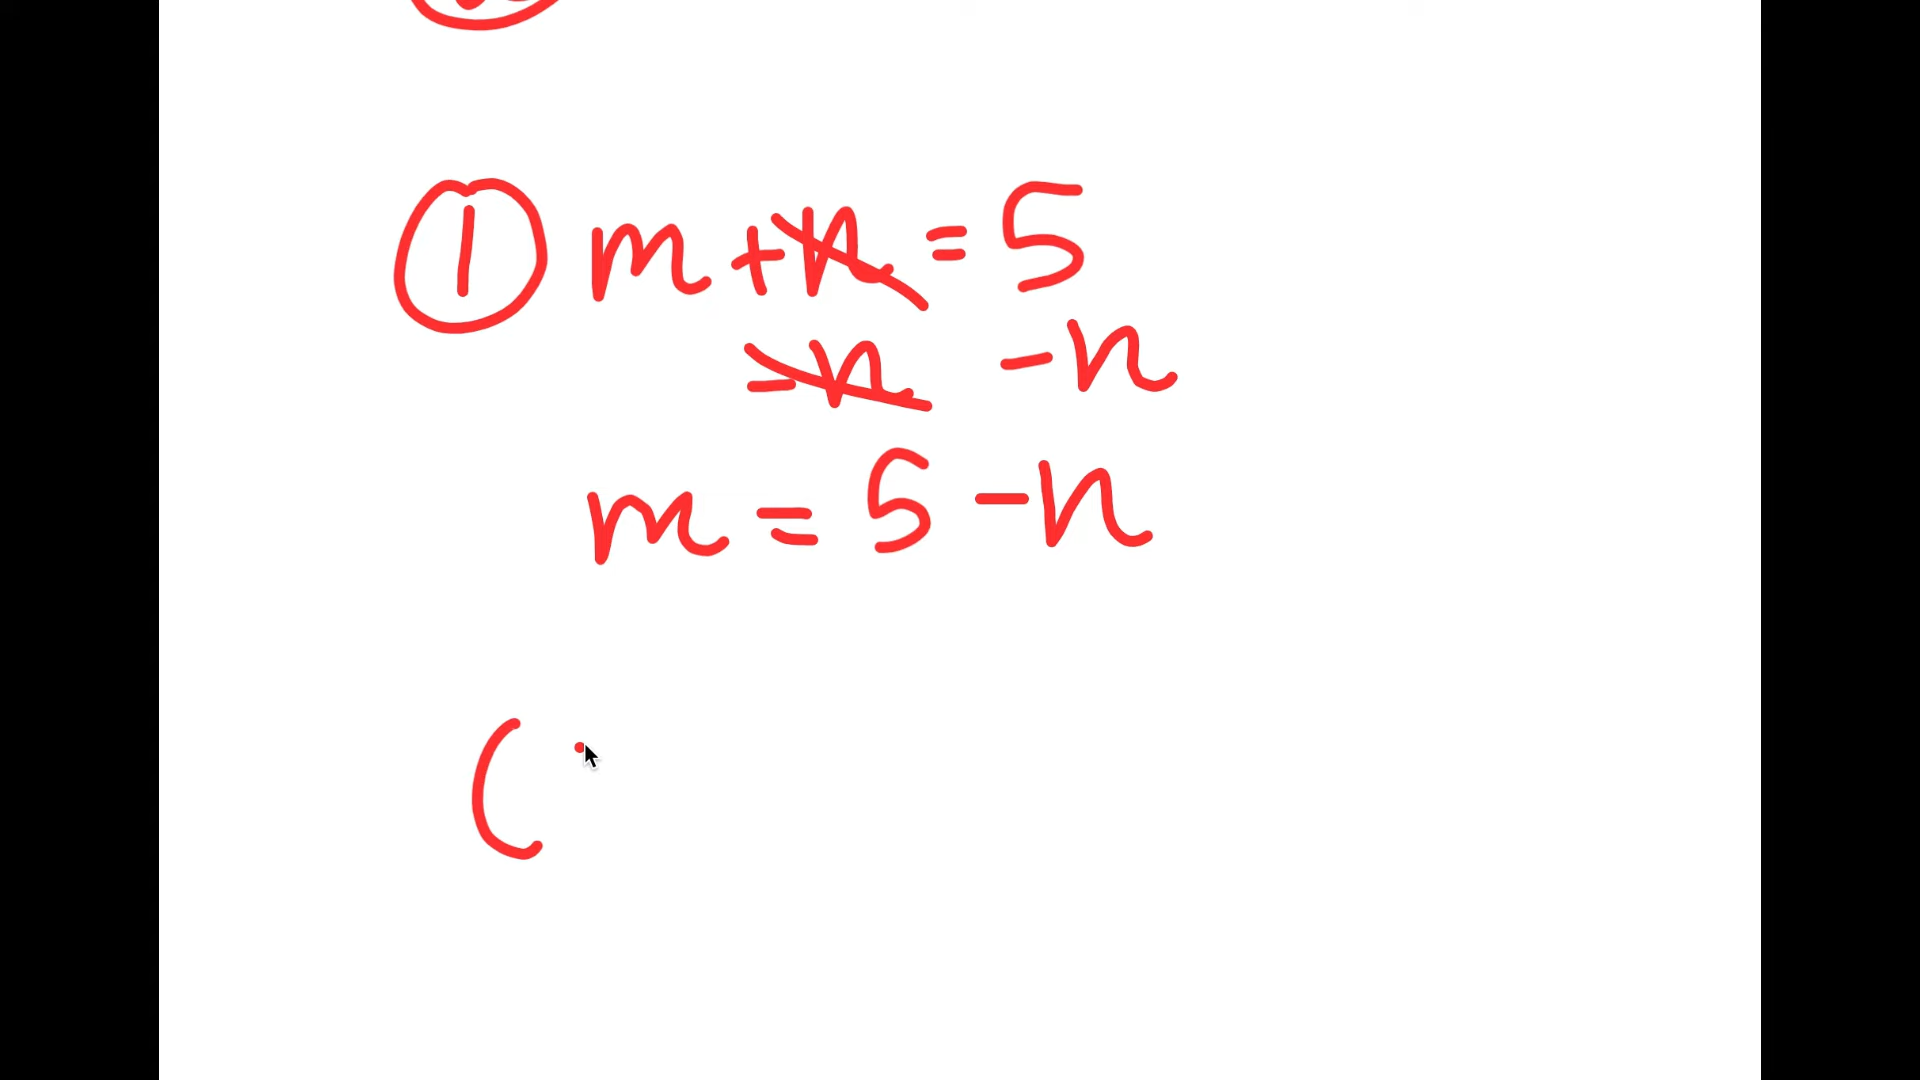 ① m + n = 5
- n - n
m = 5 - n
(